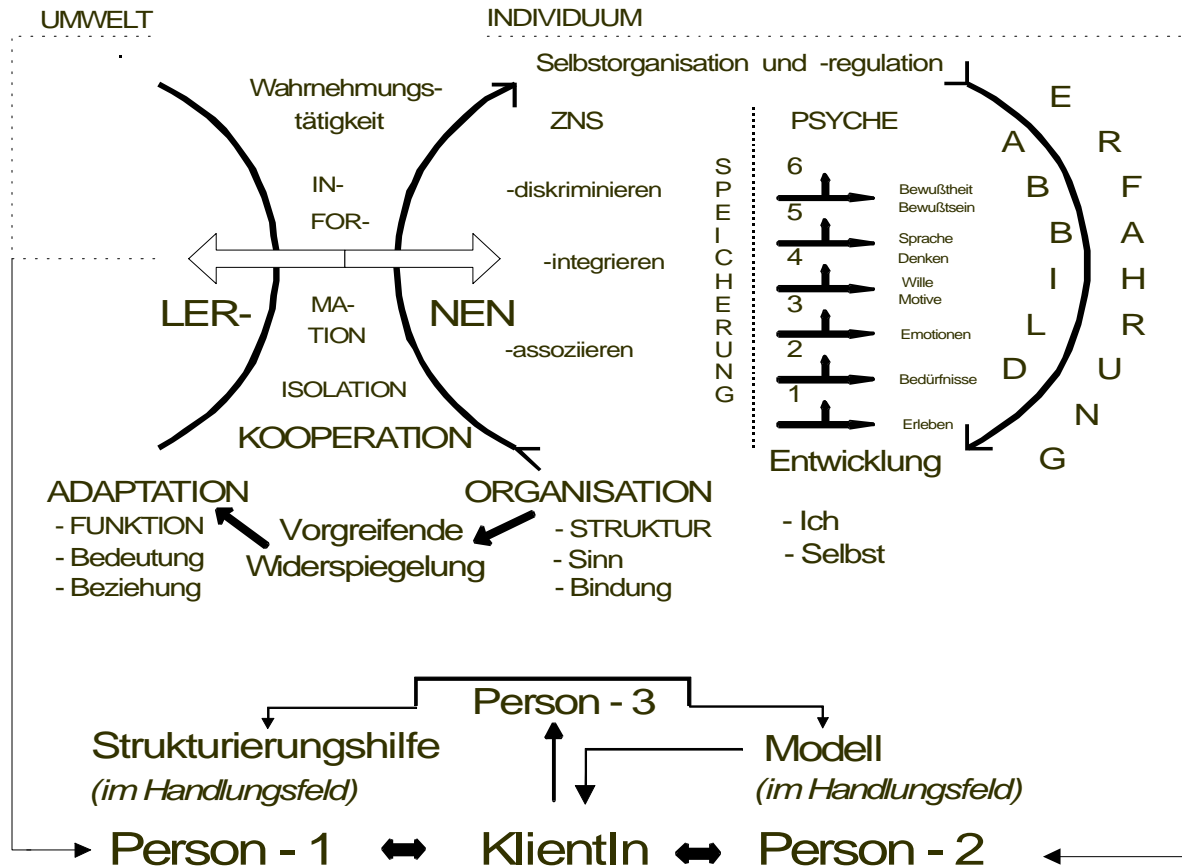 UMWELT
INDIVIDUUM
Selbstorganisation und -regulation
Wahrnehmungs-
tätigkeit
ZNS
PSYCHE
IN-
FOR-
MA-
TION
-diskriminieren
-integrieren
-assoziieren
LER-
NEN
ISOLATION
KOOPERATION
SPEICHERUNG
6
Bewußtheit
Bewußtsein
5
Sprache
Denken
4
Wille
Motive
3
Emotionen
2
Bedürfnisse
1
Erleben
ABBILD
ERFAHRUNG
Entwicklung
- Ich
- Selbst
ADAPTATION
- FUNKTION
- Bedeutung
- Beziehung
Vorgreifende
Widerspiegelung
ORGANISATION
- STRUKTUR
- Sinn
- Bindung
Person - 3
Strukturierungshilfe
(im Handlungsfeld)
Modell
(im Handlungsfeld)
Person - 1
KlientIn
Person - 2